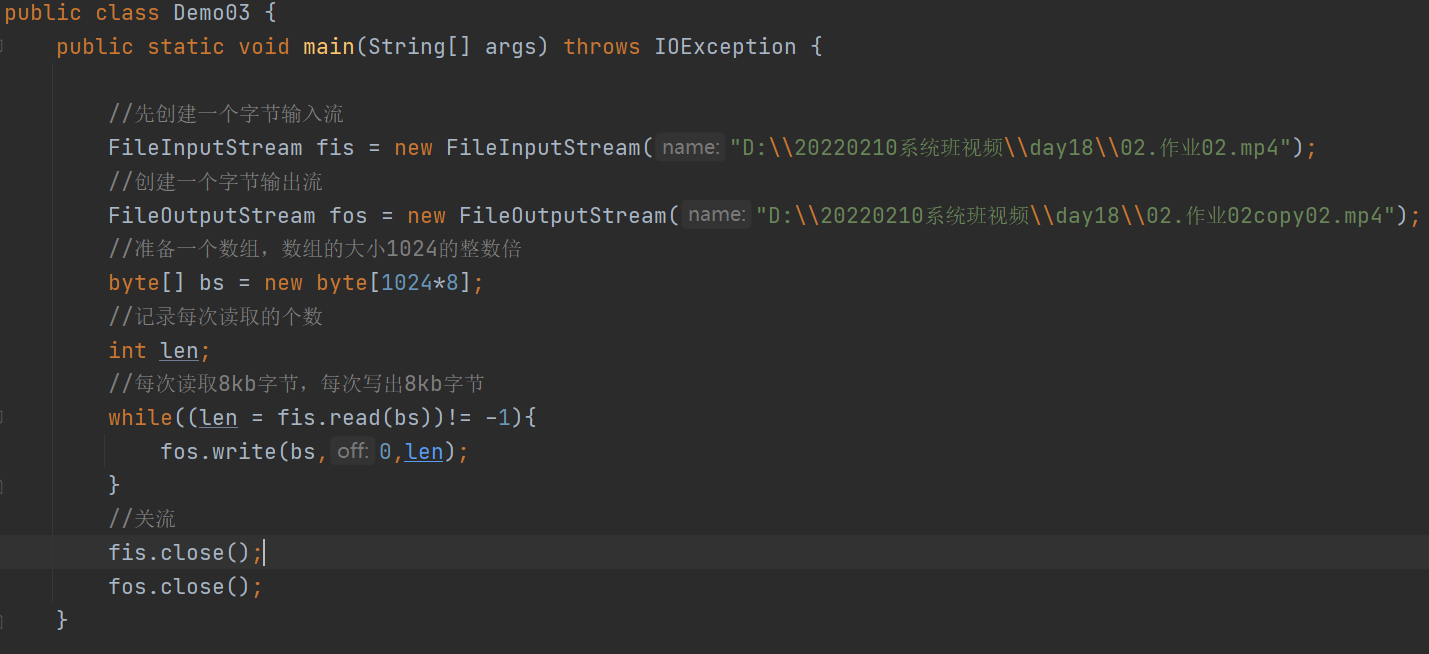 public class Demo03 {
public static void main(String[] args) throws IOException {
//先创建一个字节输入流
FileInputStream fis = new FileInputStream( name: "D:\\20220210系统班视频\\day18\\02.作业02.mp4");
//创建一个字节输出流
FileOutputStream fos = new FileOutputStream( name: "D:\\20220210系统班视频\\day18\\02.作业02copy02.mp4");
//准备一个数组，数组的大小1024的整数倍
byte[] bs = new byte[1024*8];
//记录每次读取的个数
int len;
//每次读取8kb字节，每次写出8kb字节
while((len = fis.read(bs))!= -1){
fos.write(bs, off: 0,len);
}
//关流
fis.close();
fos.close();
}